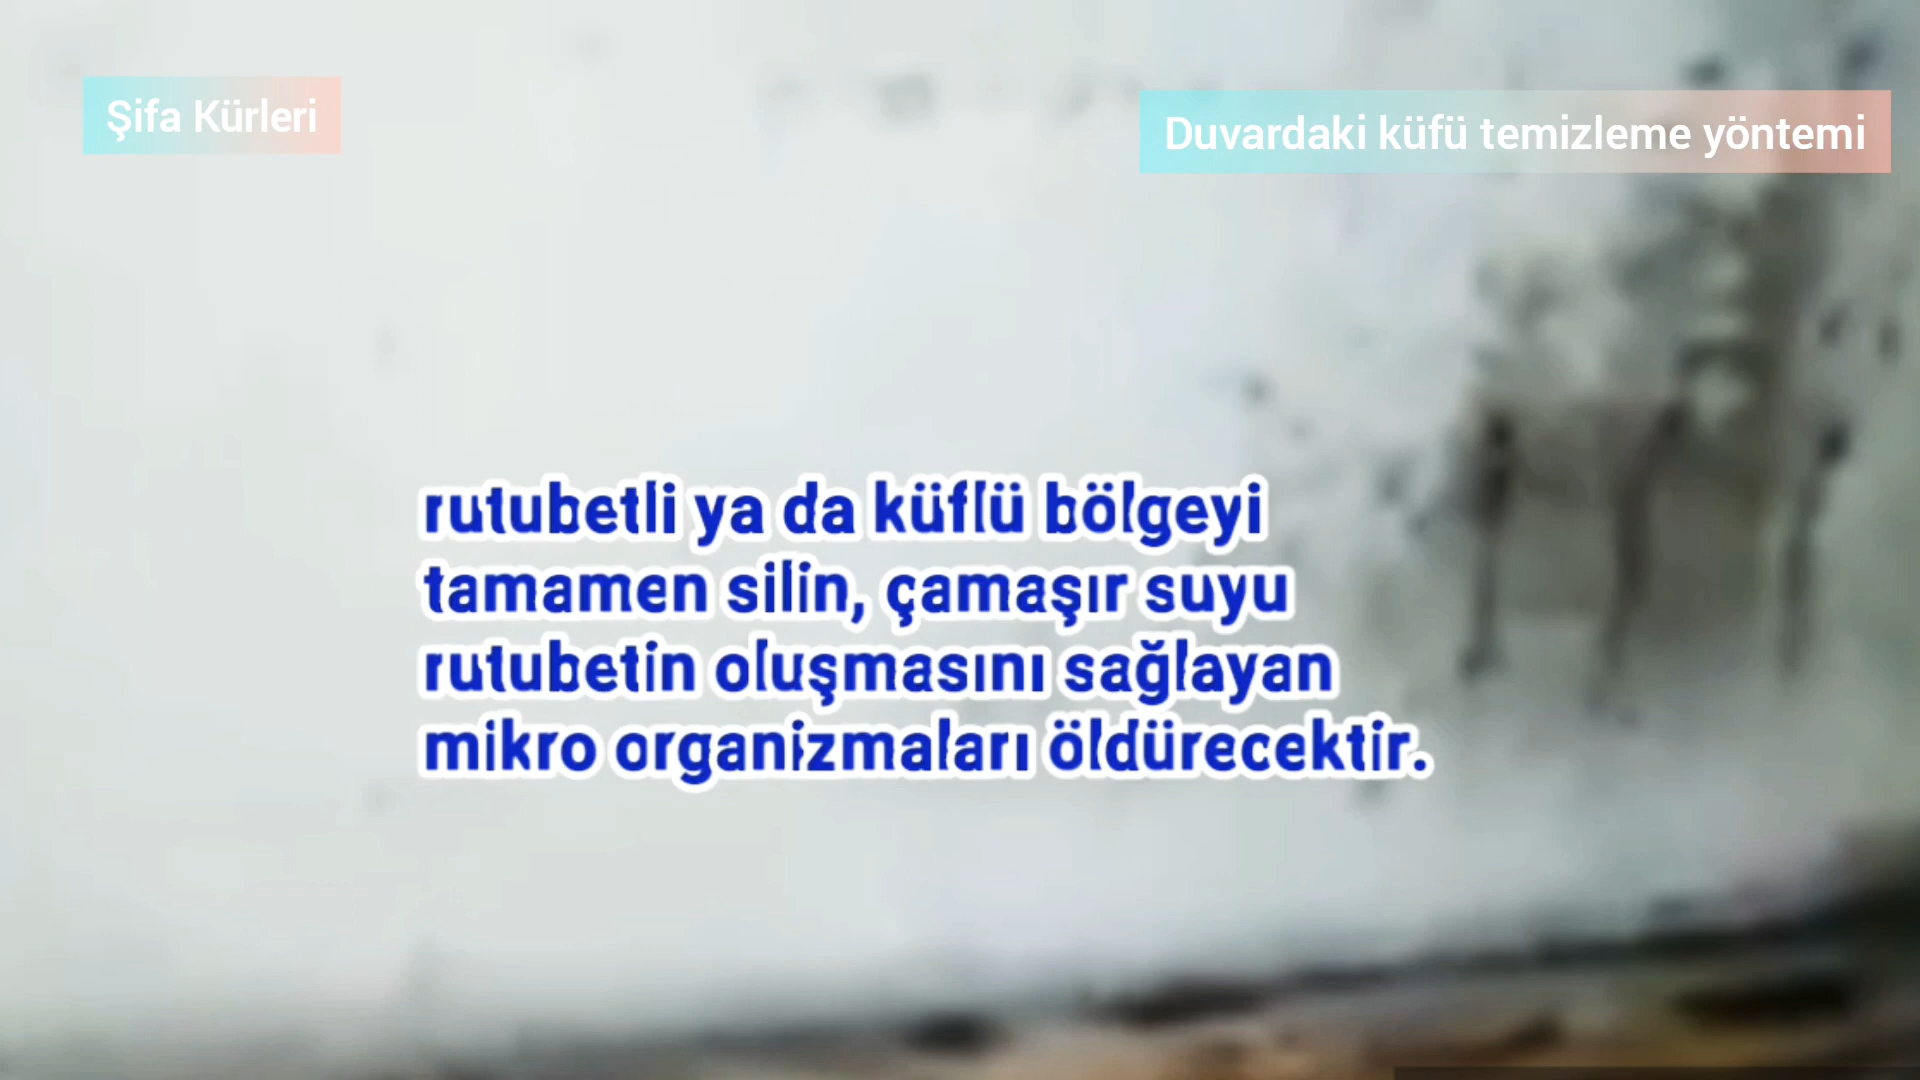 Şifa Kürleri
Duvardaki küfü temizleme yöntemi
rutubetli ya da küflü bölgeyi
tamamen silin, çamaşır suyu
rutubetin oluşmasını sağlayan
mikro organizmaları öldürecektir.